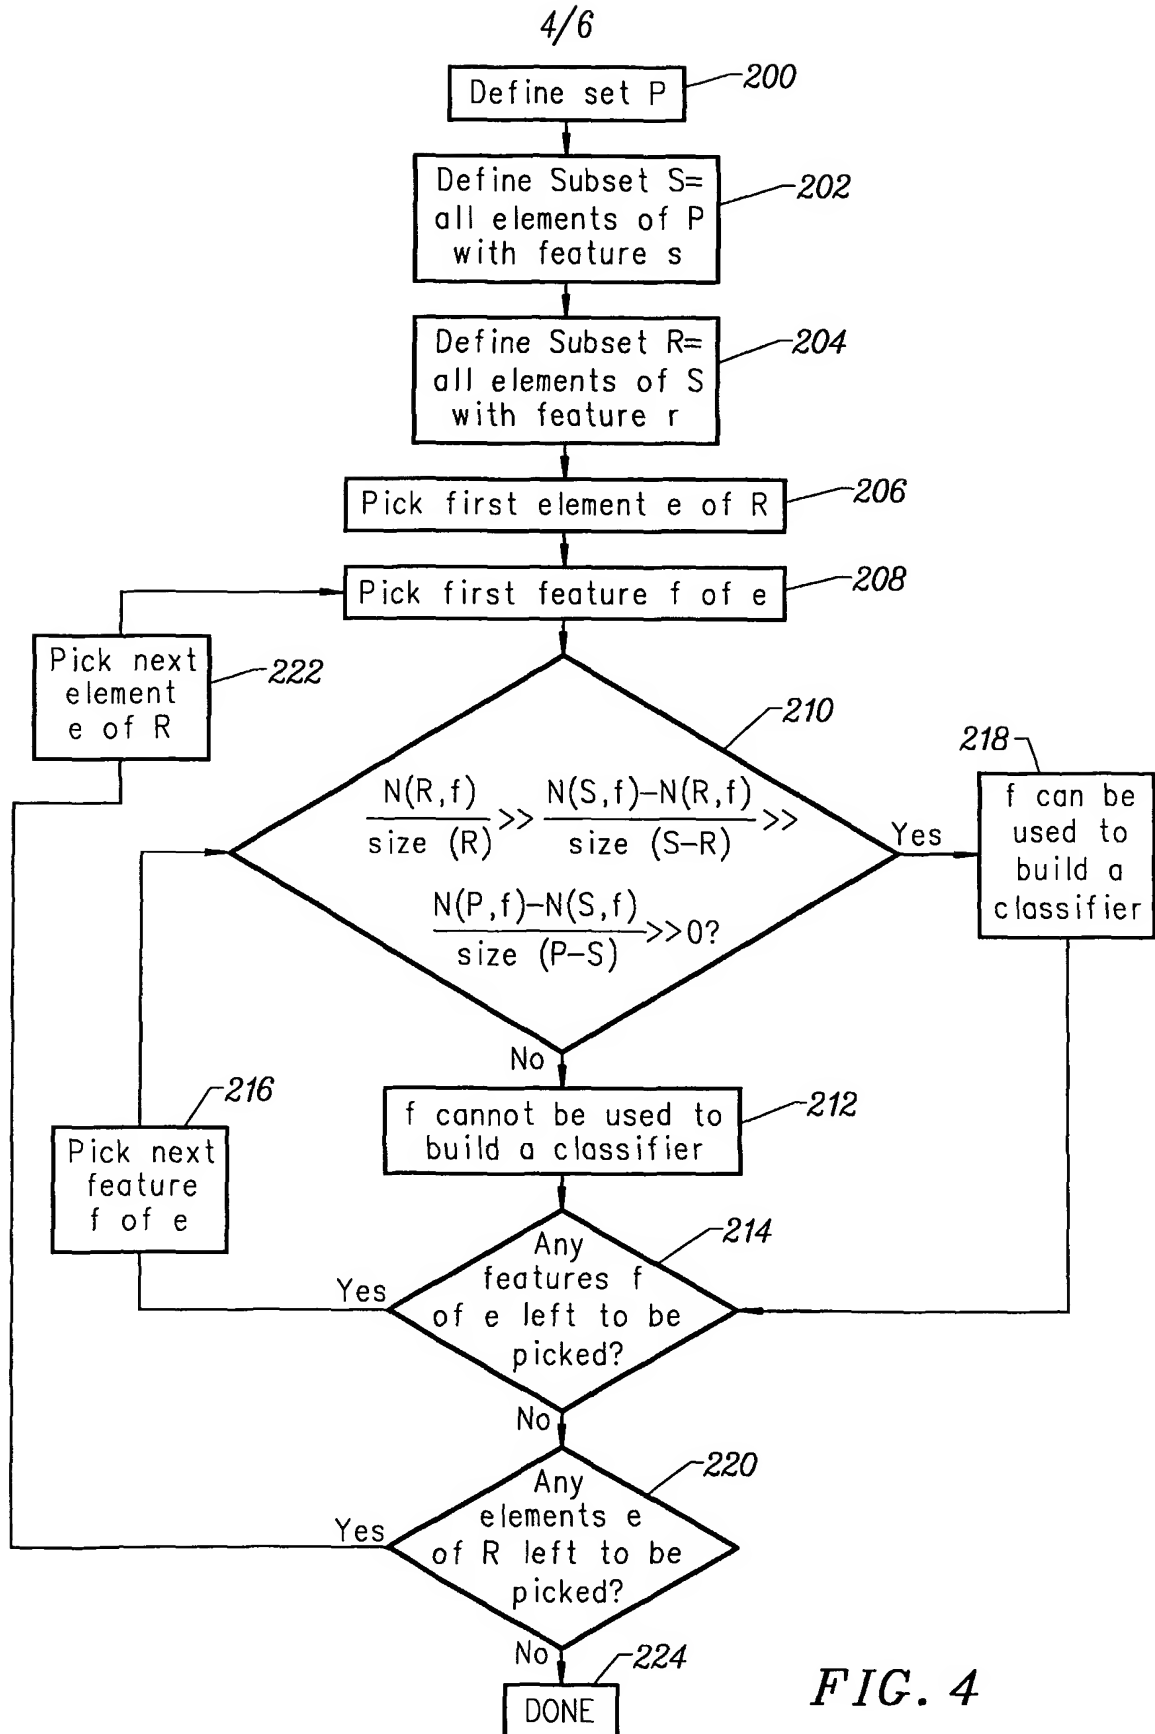 4/6
Define set P
200
Define Subset S=
all elements of P
with feature s
202
Define Subset R=
all elements of S
with feature r
204
Pick first element e of R
206
Pick first feature f of e
208
Pick next
element
e of R
222
210
N(R,f)
size (R)
>>
N(S,f)-N(R,f)
size (S-R)
>>
N(P,f)-N(S,f)
size (P-S)
>>0?
Yes
218
f can be
used to
build a
classifier
No
f cannot be used to
build a classifier
212
216
Pick next
feature
f of e
Any
features f
of e left to be
picked?
214
Yes
No
Any
elements e
of R left to be
picked?
220
Yes
No
224
DONE
FIG. 4